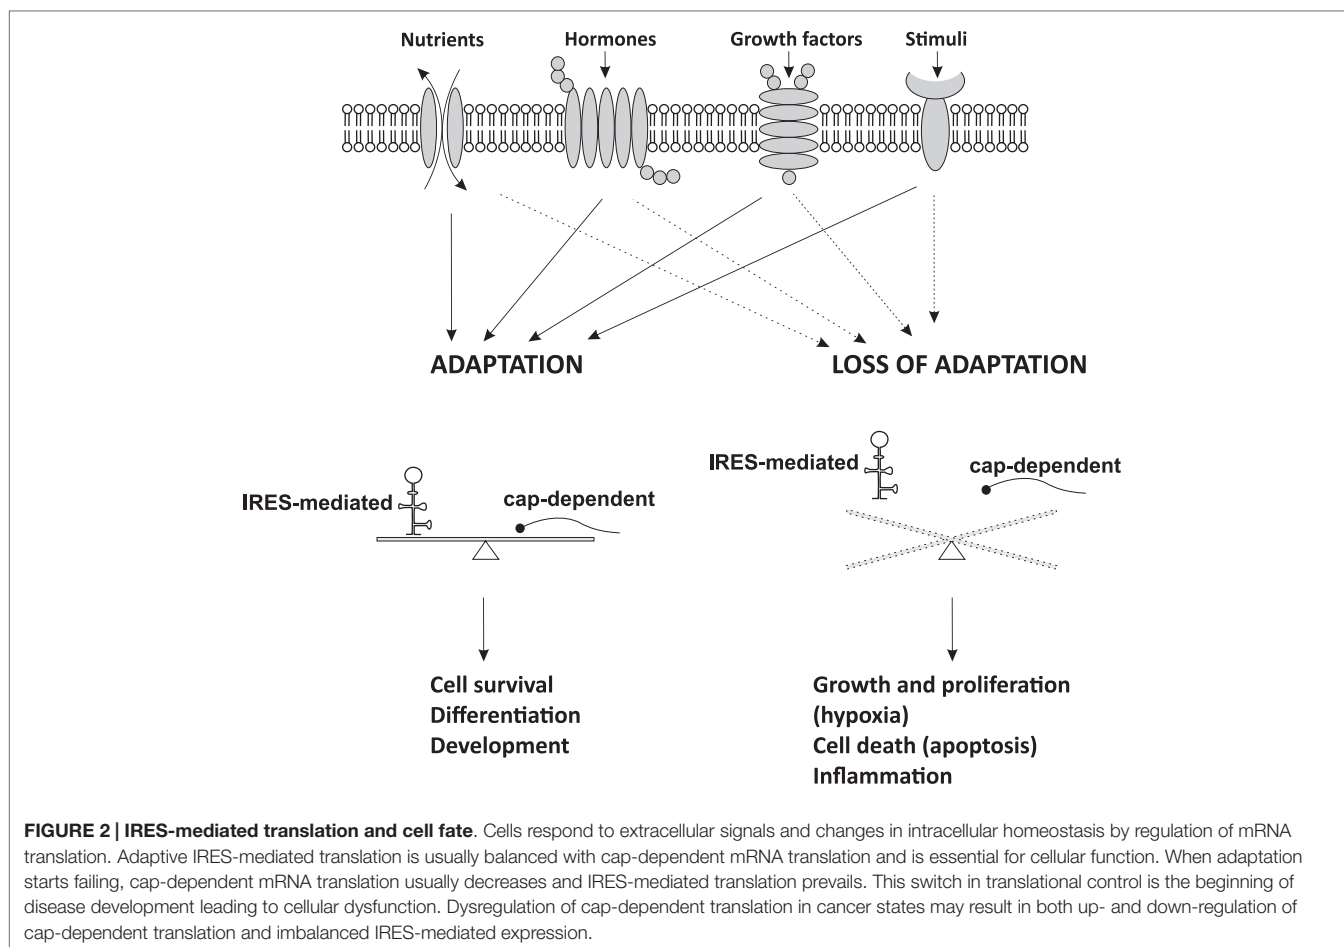 Nutrients Hormones Growth factors Stimuli
ADAPTATION LOSS OF ADAPTATION
IRES-mediated cap-dependent
IRES-mediated cap-dependent
Cell survival
Differentiation
Development
Growth and proliferation
(hypoxia)
Cell death (apoptosis)
Inflammation
FIGURE 2 | IRES-mediated translation and cell fate. Cells respond to extracellular signals and changes in intracellular homeostasis by regulation of mRNA
translation. Adaptive IRES-mediated translation is usually balanced with cap-dependent mRNA translation and is essential for cellular function. When adaptation
starts failing, cap-dependent mRNA translation usually decreases and IRES-mediated translation prevails. This switch in translational control is the beginning of
disease development leading to cellular dysfunction. Dysregulation of cap-dependent translation in cancer states may result in both up- and down-regulation of
cap-dependent translation and imbalanced IRES-mediated expression.